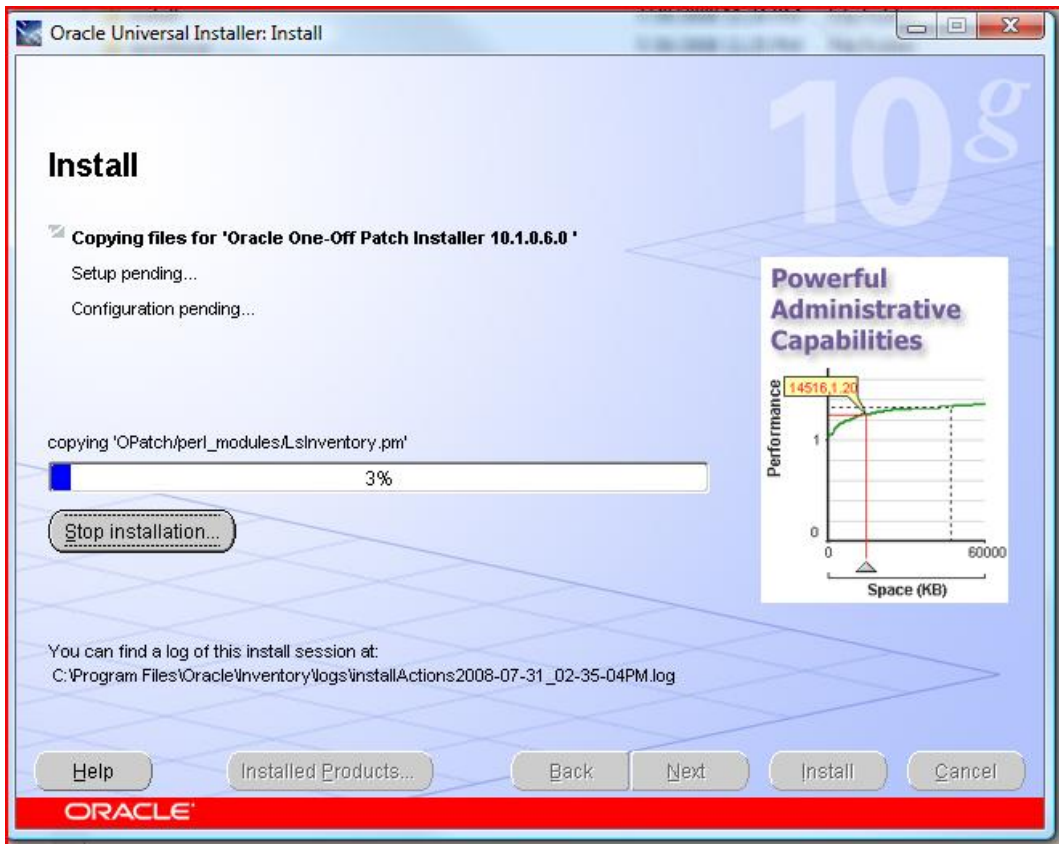 Oracle Universal Installer: Install
10g
Install
Copying files for 'Oracle One-Off Patch Installer 10.1.0.6.0 '
Setup pending...
Configuration pending...
copying 'OPatch/perl_modules/LsInventory.pm'
3%
Stop installation...
Powerful
Administrative
Capabilities
14516,1.20
Performance
1
0
0
60000
Space (KB)
You can find a log of this install session at:
C:\Program Files\Oracle\Inventory\logs\installActions2008-07-31_02-35-04PM.log
Help
Installed Products...
Back
Next
Install
Cancel
ORACLE